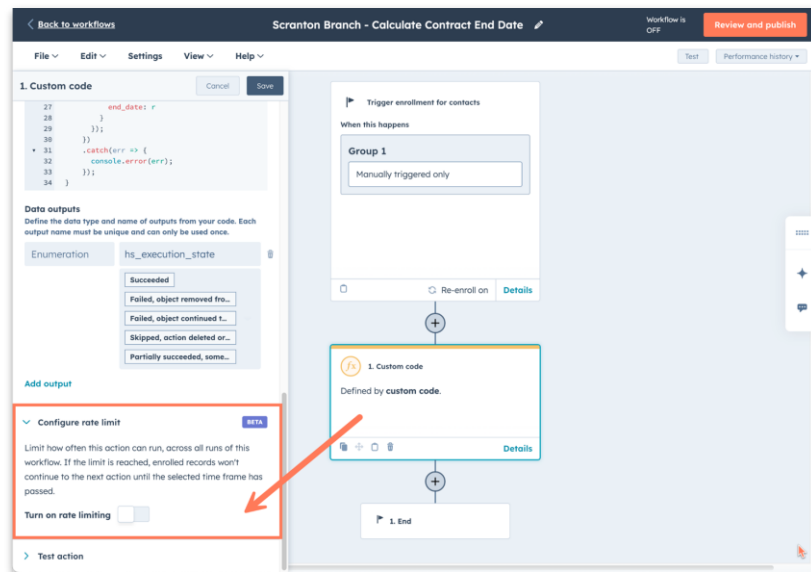 Back to workflows
Scranton Branch - Calculate Contract End Date
Workflow is
OFF
Review and publish
File
Edit
Settings
View
Help
Test
Performance history
1. Custom code
Cancel
Save
27 end_date: r
28 }
29 });
30 })
31 .catch(err => {
32 console.error(err);
33 });
34 }
Data outputs
Define the data type and name of outputs from your code. Each
output name must be unique and can only be used once.
Enumeration
hs_execution_state
Succeeded
Failed, object removed fro...
Failed, object continued t...
Skipped, action deleted or...
Partially succeeded, some...
Add output
Configure rate limit
BETA
Limit how often this action can run, across all runs of this
workflow. If the limit is reached, enrolled records won't
continue to the next action until the selected time frame has
passed.
Turn on rate limiting
Test action
Trigger enrollment for contacts
When this happens
Group 1
Manually triggered only
Re-enroll on
Details
fx
1. Custom code
Defined by custom code.
Details
1. End